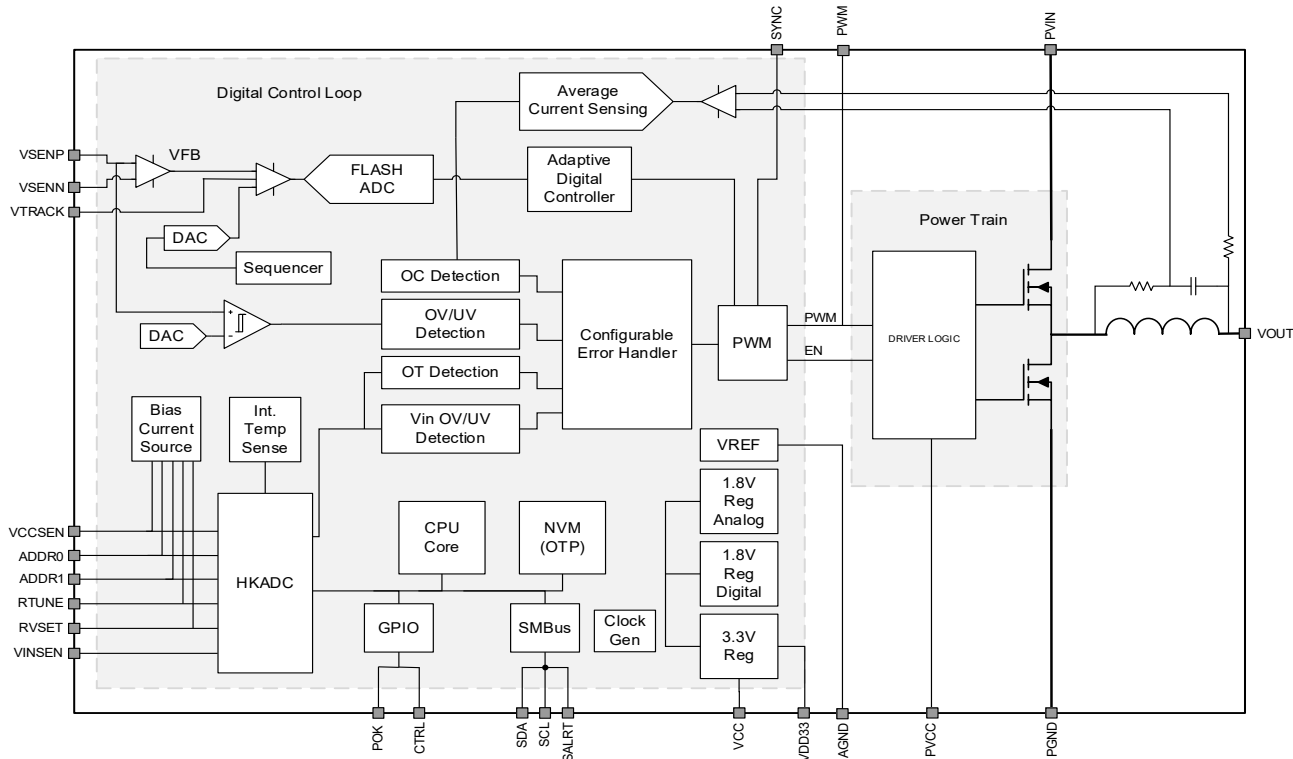 SYNC
PWM
PVIN
Digital Control Loop
Average
Current Sensing
VSENP
VFB
VSENN
FLASH
ADC
Adaptive
Digital
Controller
VTRACK
DAC
Sequencer
Power Train
OC Detection
OV/UV
Detection
DAC
Configurable
Error Handler
PWM
PWM
EN
DRIVER LOGIC
VOUT
OT Detection
Vin OV/UV
Detection
Bias
Current
Source
Int.
Temp
Sense
VREF
1.8V
Reg
Analog
VCCSEN
ADDR0
ADDR1
RTUNE
RVSET
VINSEN
HKADC
CPU
Core
NVM
(OTP)
1.8V
Reg
Digital
GPIO
SMBus
Clock
Gen
3.3V
Reg
POK
CTRL
SDA
SCL
SALRT
VCC
VDD33
AGND
PVCC
PGND
+
-